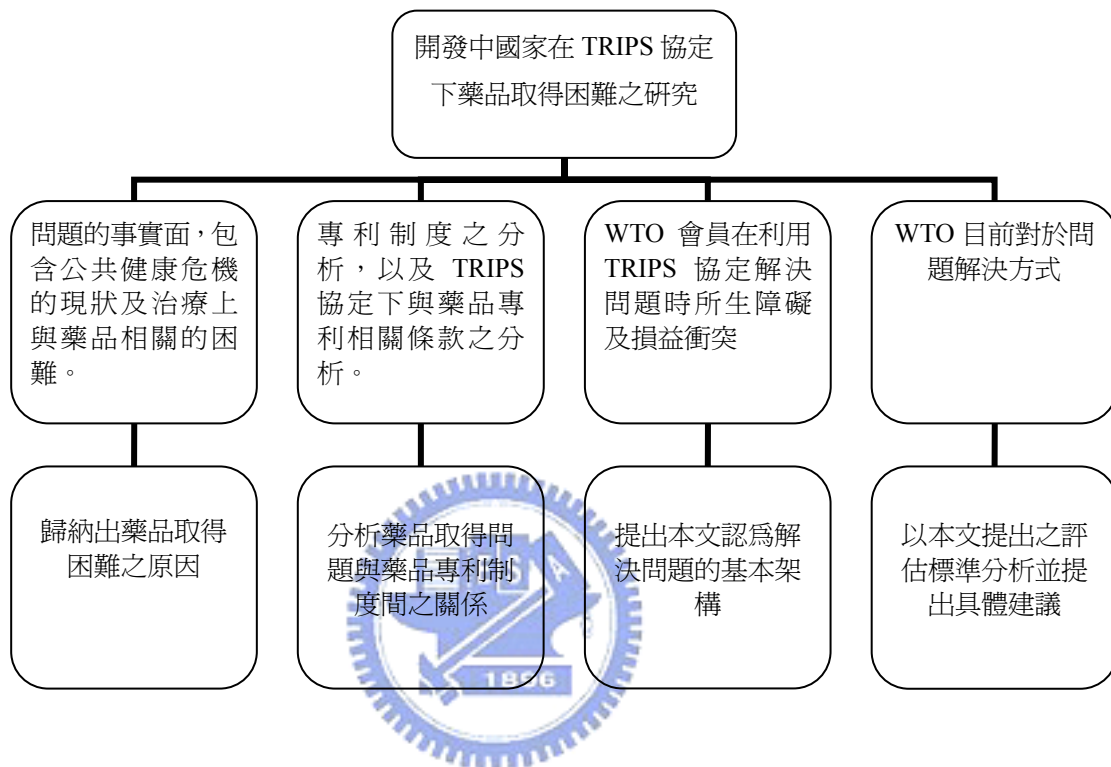 開發中國家在 TRIPS 協定
下藥品取得困難之研究
問題的事實面，包
含公共健康危機
的現狀及治療上
與藥品相關的困
難。
專利制度之分
析，以及 TRIPS
協定下與藥品專
利相關條款之分
析。
WTO 會員在利用
TRIPS 協定解決
問題時所生障礙
及損益衝突
WTO 目前對於問
題解決方式
歸納出藥品取得
困難之原因
分析藥品取得問
題與藥品專利制
度間之關係
提出本文認為解
決問題的基本架
構
以本文提出之評
估標準分析並提
出具體建議
1896